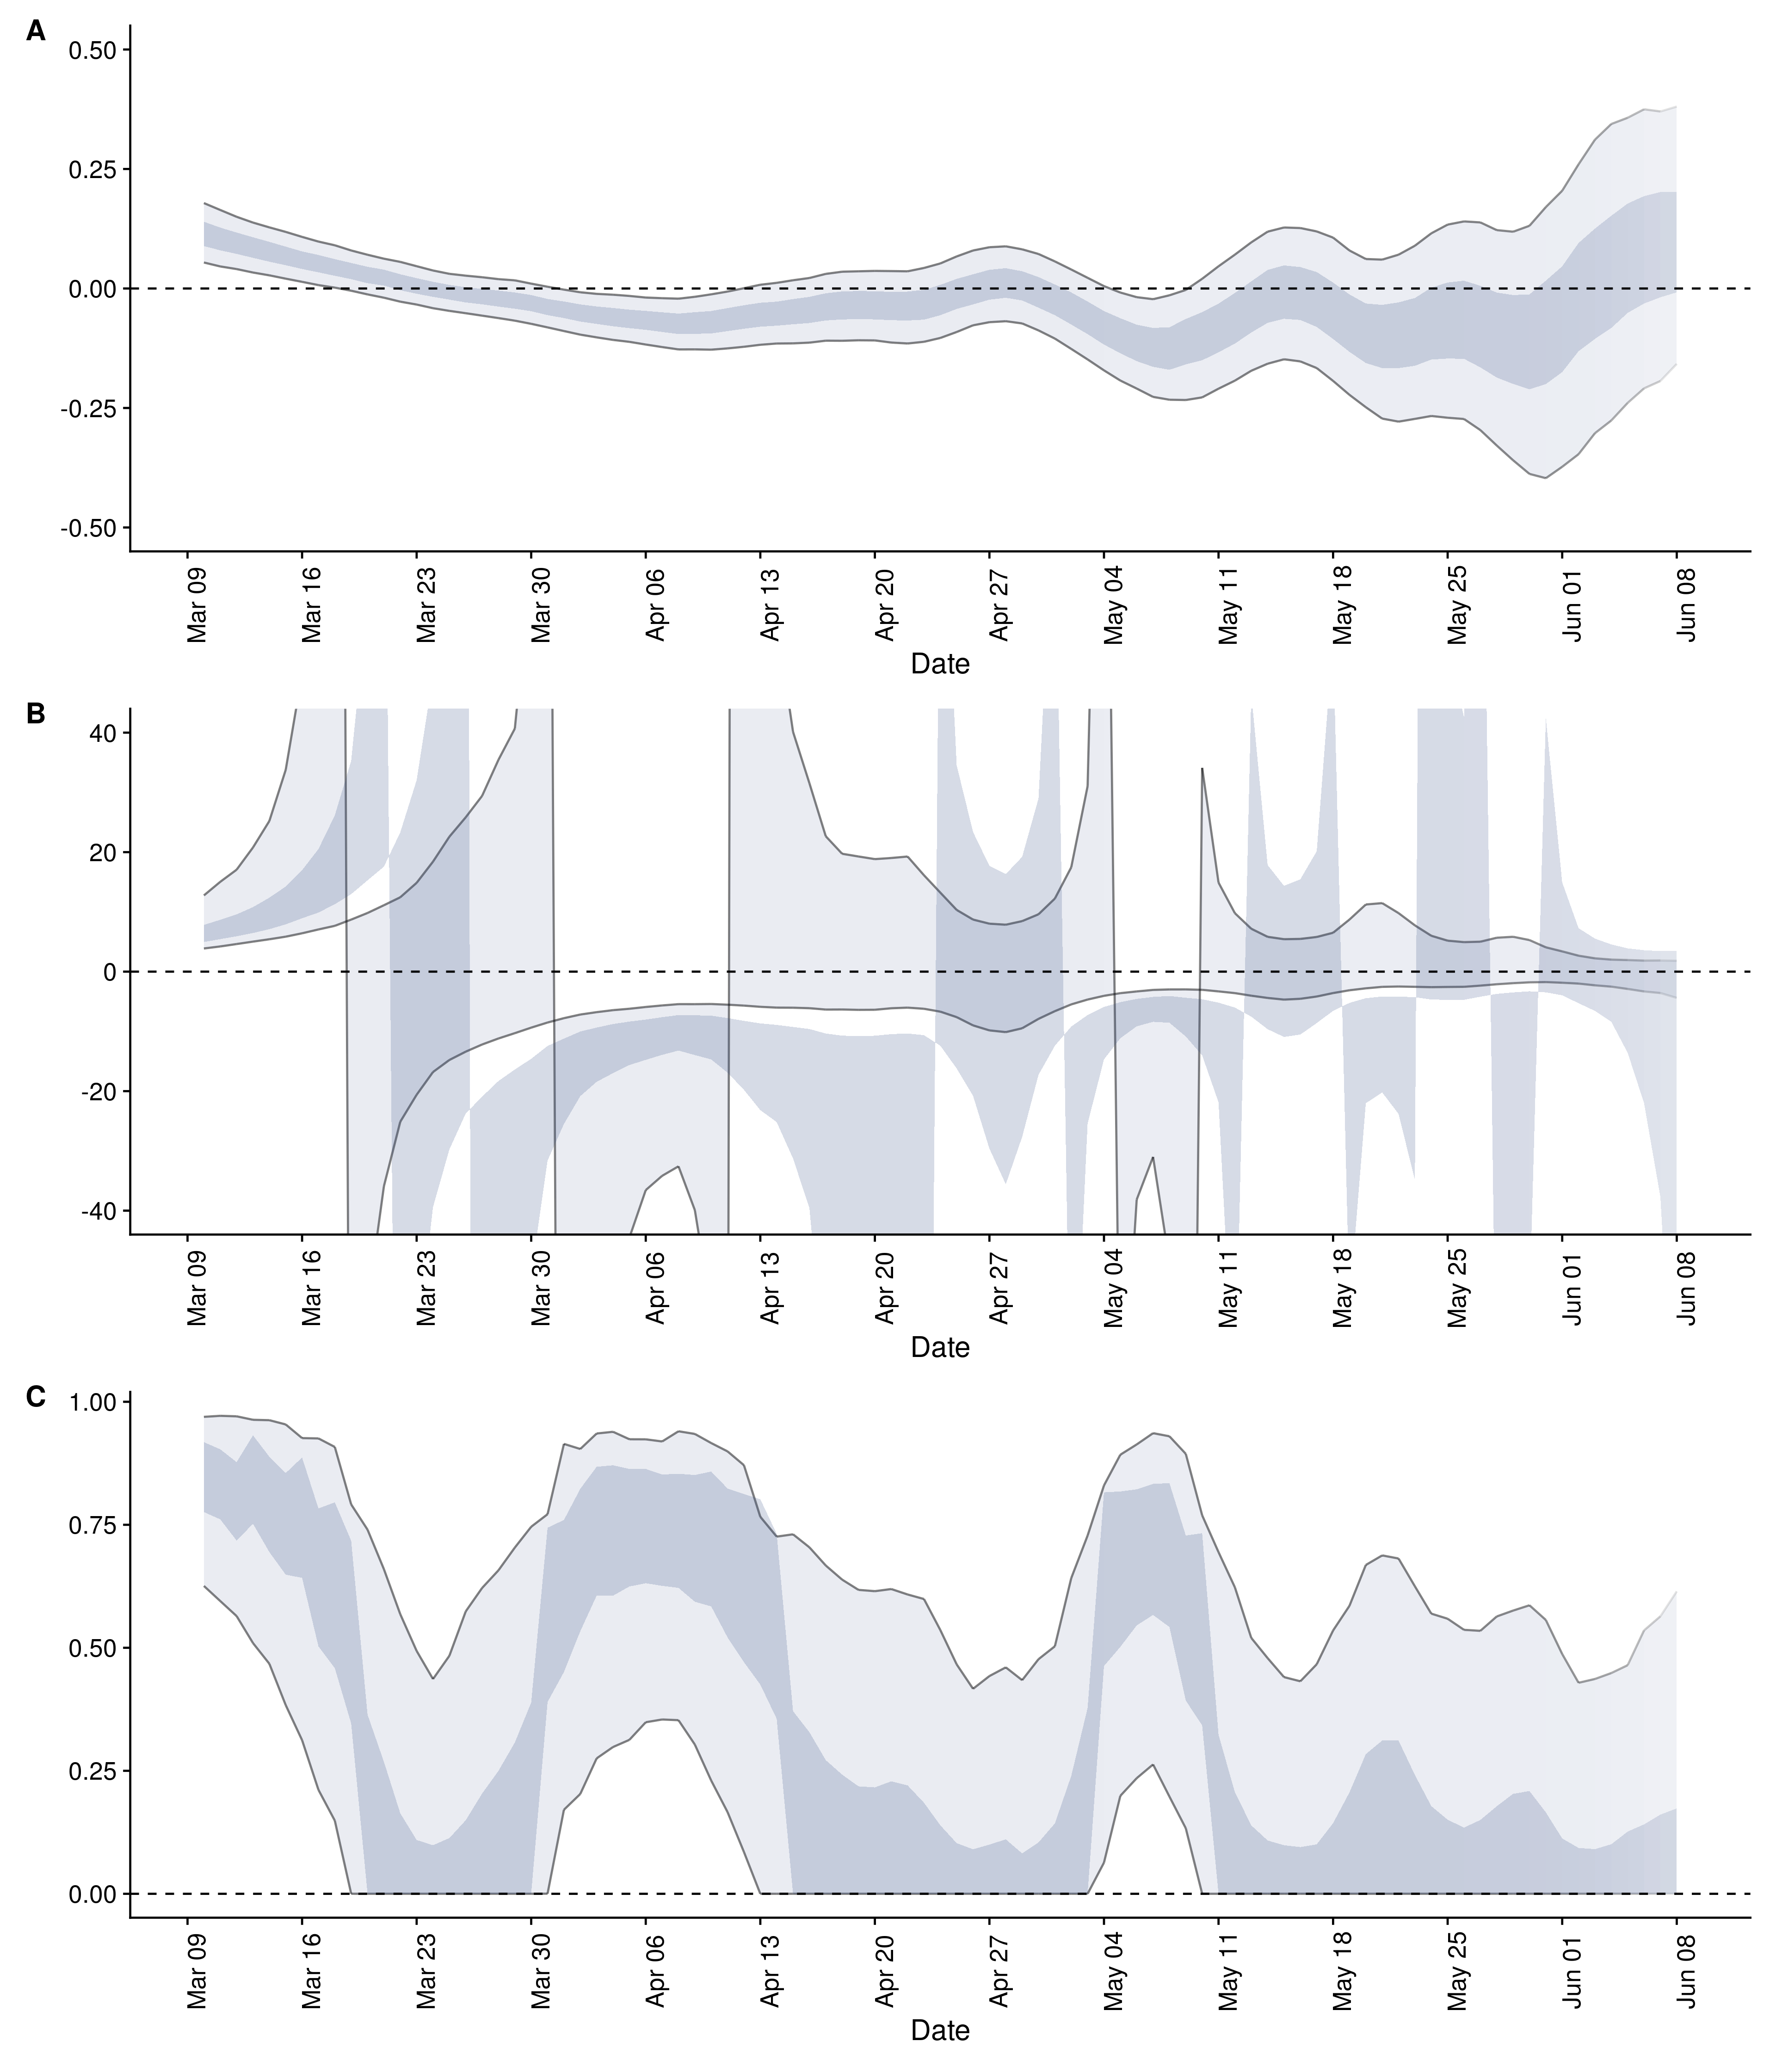 A
0.50
0.25
0.00
-0.25
-0.50
Mar 09
Mar 16
Mar 23
Mar 30
Apr 06
Apr 13
Apr 20
Apr 27
May 04
May 11
May 18
May 25
Jun 01
Jun 08
Date
B
40
20
0
-20
-40
Mar 09
Mar 16
Mar 23
Mar 30
Apr 06
Apr 13
Apr 20
Apr 27
May 04
May 11
May 18
May 25
Jun 01
Jun 08
Date
C
1.00
0.75
0.50
0.25
0.00
Mar 09
Mar 16
Mar 23
Mar 30
Apr 06
Apr 13
Apr 20
Apr 27
May 04
May 11
May 18
May 25
Jun 01
Jun 08
Date